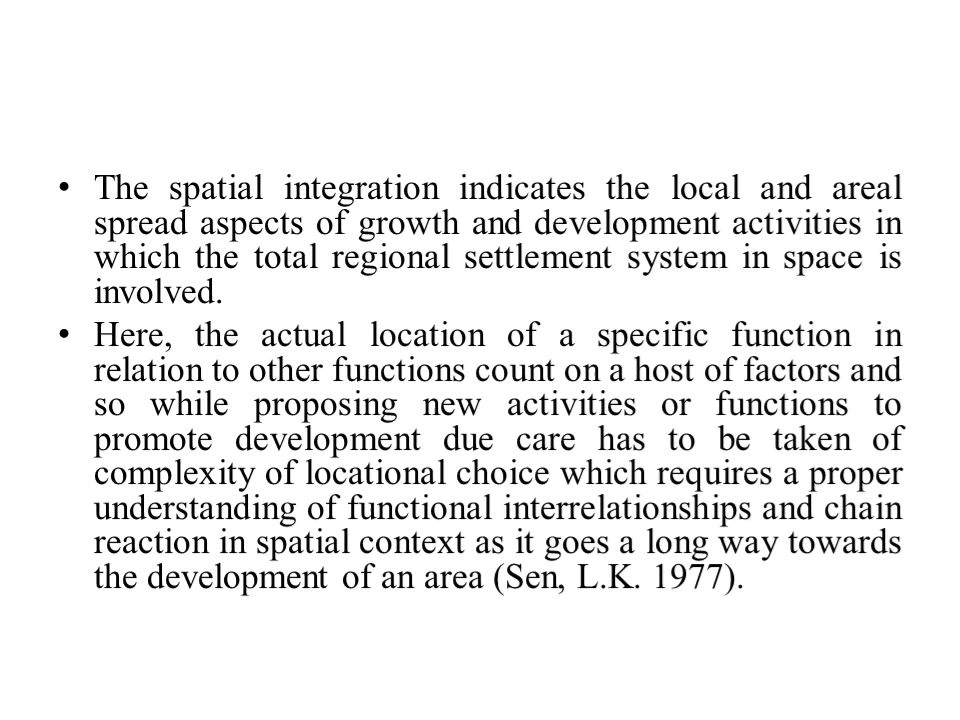 • The spatial integration indicates the local and areal
spread aspects of growth and development activities in
which the total regional settlement system in space is
involved.
• Here, the actual location of a specific function in
relation to other functions count on a host of factors and
so while proposing new activities or functions to
promote development due care has to be taken of
complexity of locational choice which requires a proper
understanding of functional interrelationships and chain
reaction in spatial context as it goes a long way towards
the development of an area (Sen, L.K. 1977).